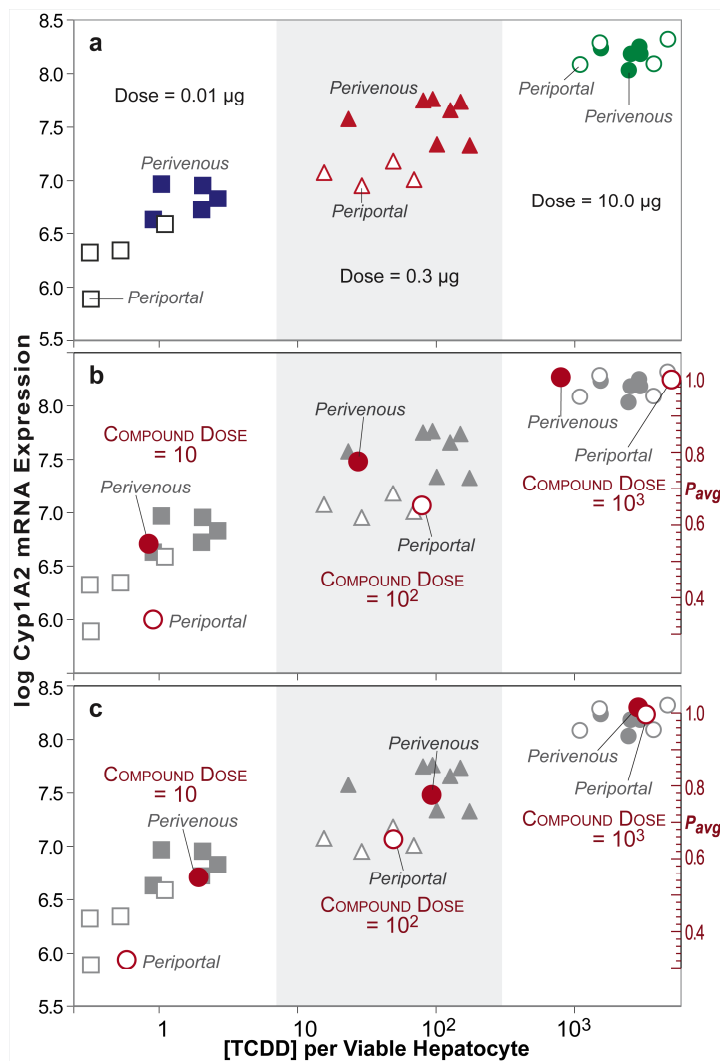 a
8.5
8.0
7.5
7.0
6.5
6.0
5.5
Dose = 0.01 µg
Perivenous
Periportal
Perivenous
Periportal
Dose = 0.3 µg
Periportal
Perivenous
Dose = 10.0 µg
log Cyp1A2 mRNA Expression
b
8.0
7.5
7.0
6.5
6.0
COMPOUND DOSE
= 10
Perivenous
Periportal
Perivenous
Periportal
COMPOUND DOSE
= 10²
Perivenous
Periportal
COMPOUND DOSE
= 10³
Pavg
1.0
0.8
0.6
0.4
c
8.5
8.0
7.5
7.0
6.5
6.0
5.5
COMPOUND DOSE
= 10
Perivenous
Periportal
Perivenous
Periportal
COMPOUND DOSE
= 10²
Perivenous
Periportal
COMPOUND DOSE
= 10³
Pavg
1.0
0.8
0.6
0.4
1
10
10²
10³
[TCDD] per Viable Hepatocyte